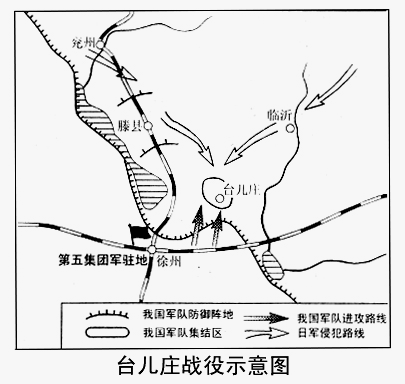 兖州
滕县
临沂
台儿庄
第五集团军驻地
徐州
我国军队防御阵地
我国军队进攻路线
我国军队集结区
日军侵犯路线
台儿庄战役示意图